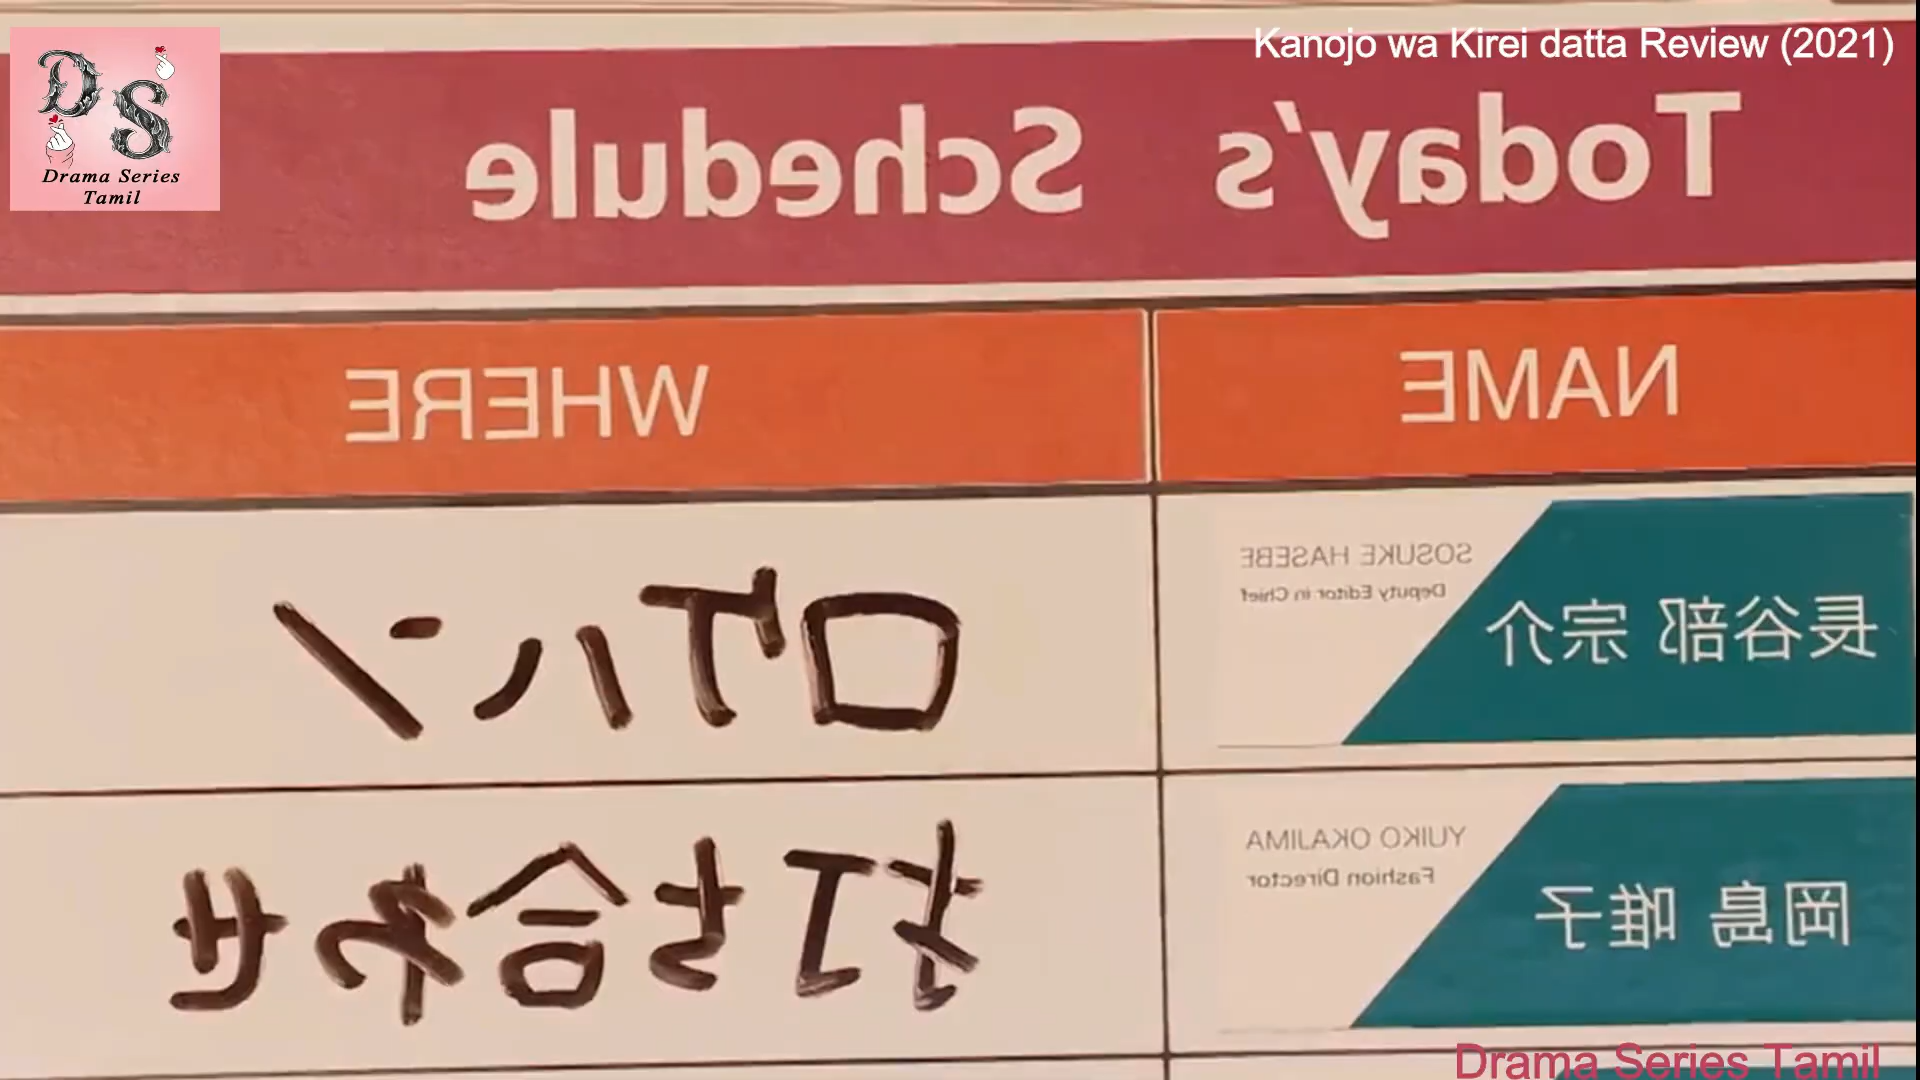 Kanojo wa Kirei datta Review (2021)
DS
Drama Series
Tamil
Today's Schedule
NAME WHERE
長谷部 宗介 SOSUKE HASEBE
Deputy Editor in Chief
ロケハン
岡島 唯子 YUIKO OKAJIMA
Fashion Director
打ち合わせ
Drama Series Tamil